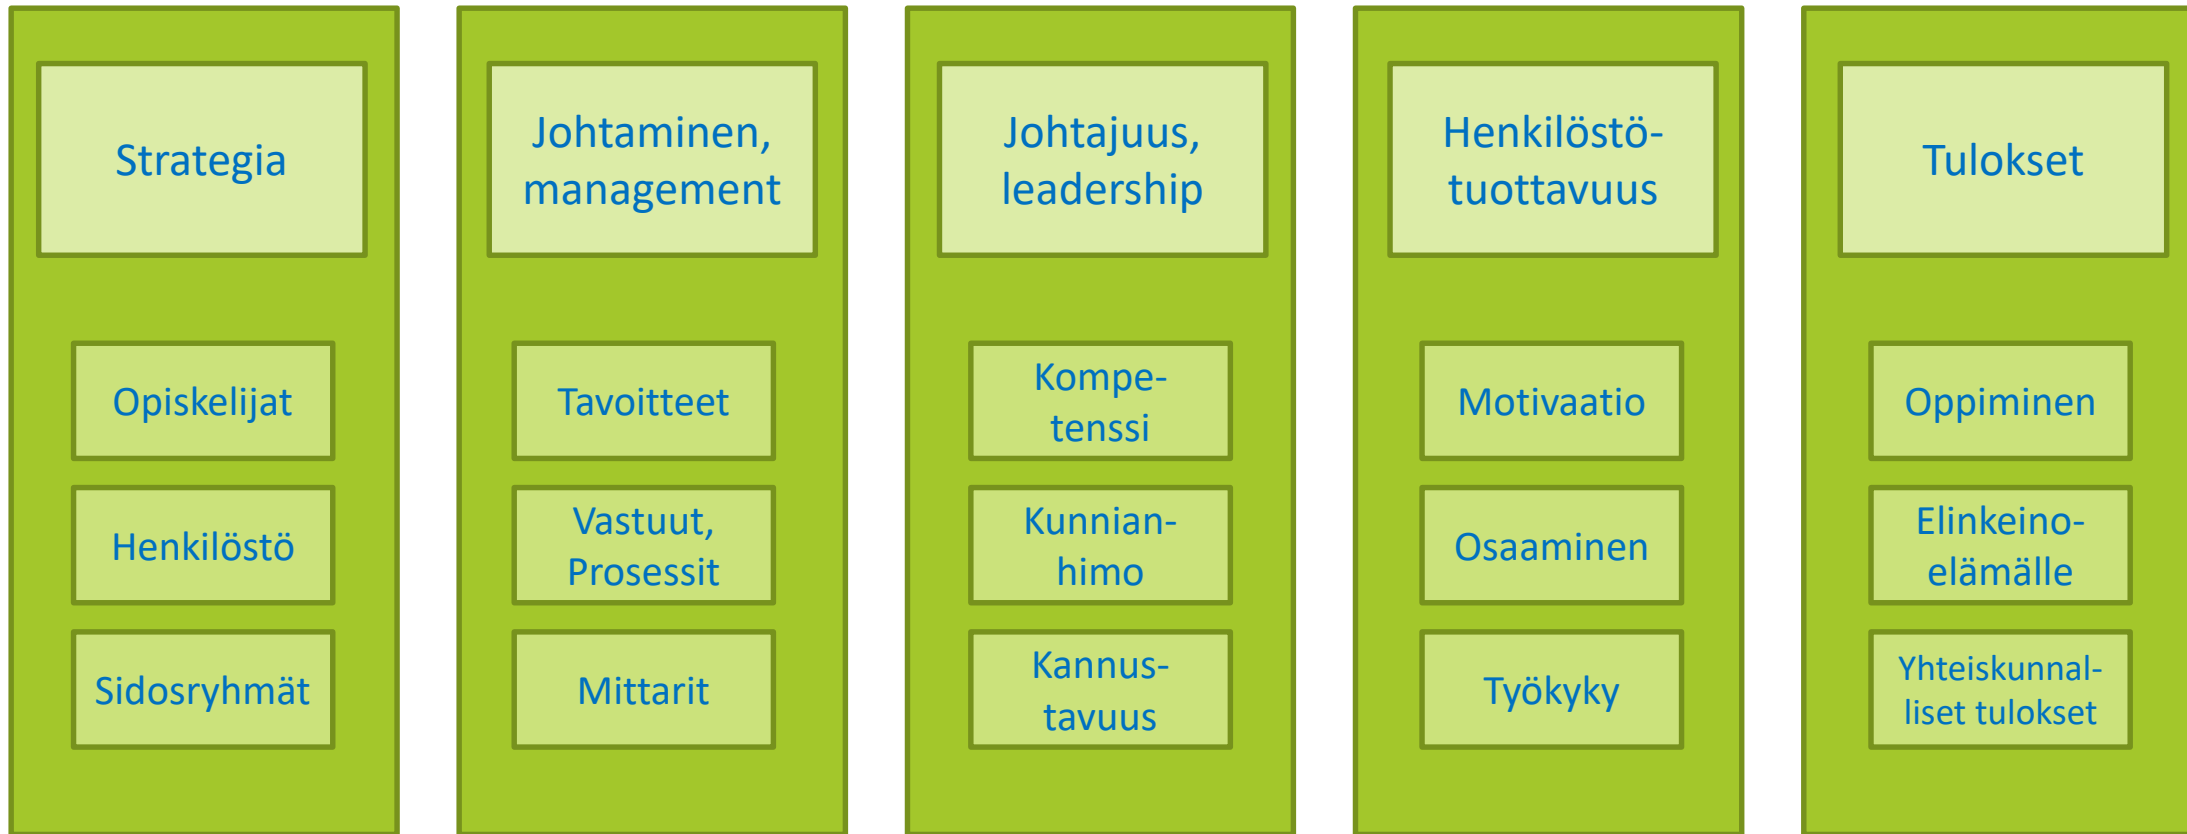 Strategia
Opiskelijat
Henkilöstö
Sidosryhmät
Johtaminen,
management
Tavoitteet
Vastuut,
Prosessit
Mittarit
Johtajuus,
leadership
Kompe-
tenssi
Kunnian-
himo
Kannus-
tavuus
Henkilöstö-
tuottavuus
Motivaatio
Osaaminen
Työkyky
Tulokset
Oppiminen
Elinkeino-
elämälle
Yhteiskunnal-
liset tulokset